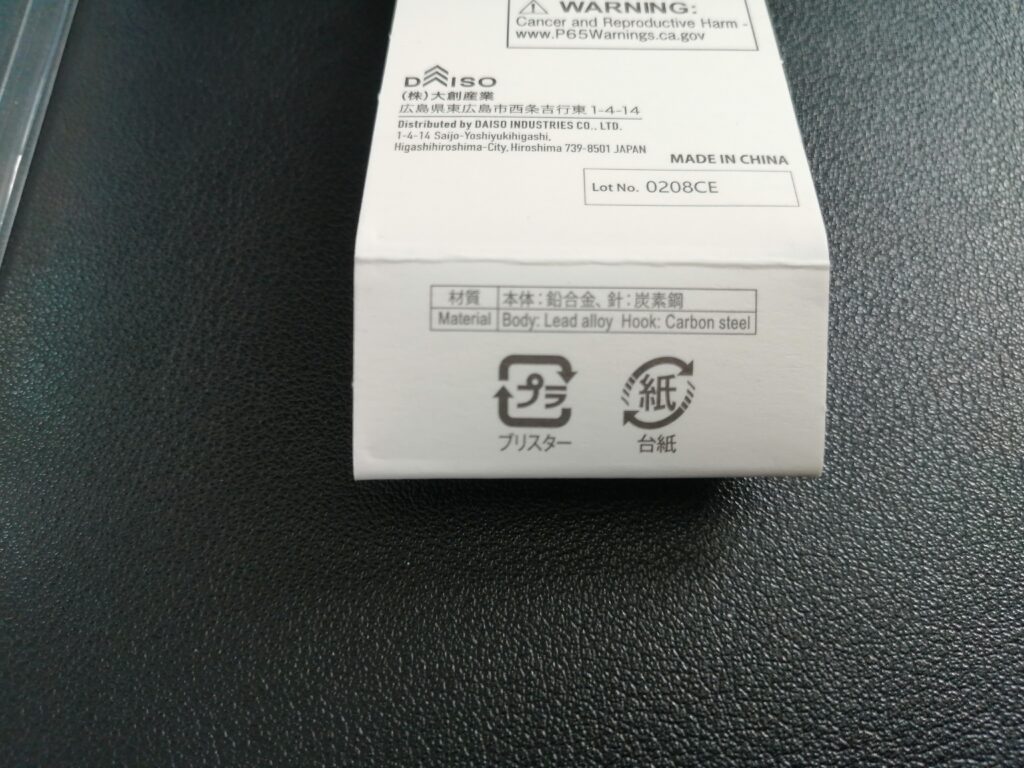 ⚠ WARNING:
Cancer and Reproductive Harm -
www.P65Warnings.ca.gov
DAISO
(株)大創産業
広島県東広島市西条吉行東1-4-14
Distributed by DAISO INDUSTRIES CO., LTD.
1-4-14 Saijo-Yoshiyukihigashi,
Higashihiroshima-City, Hiroshima 739-8501 JAPAN
MADE IN CHINA
Lot No. 0208CE
材質 本体:鉛合金、針:炭素鋼
Material Body: Lead alloy Hook: Carbon steel
プラ 紙
ブリスター 台紙